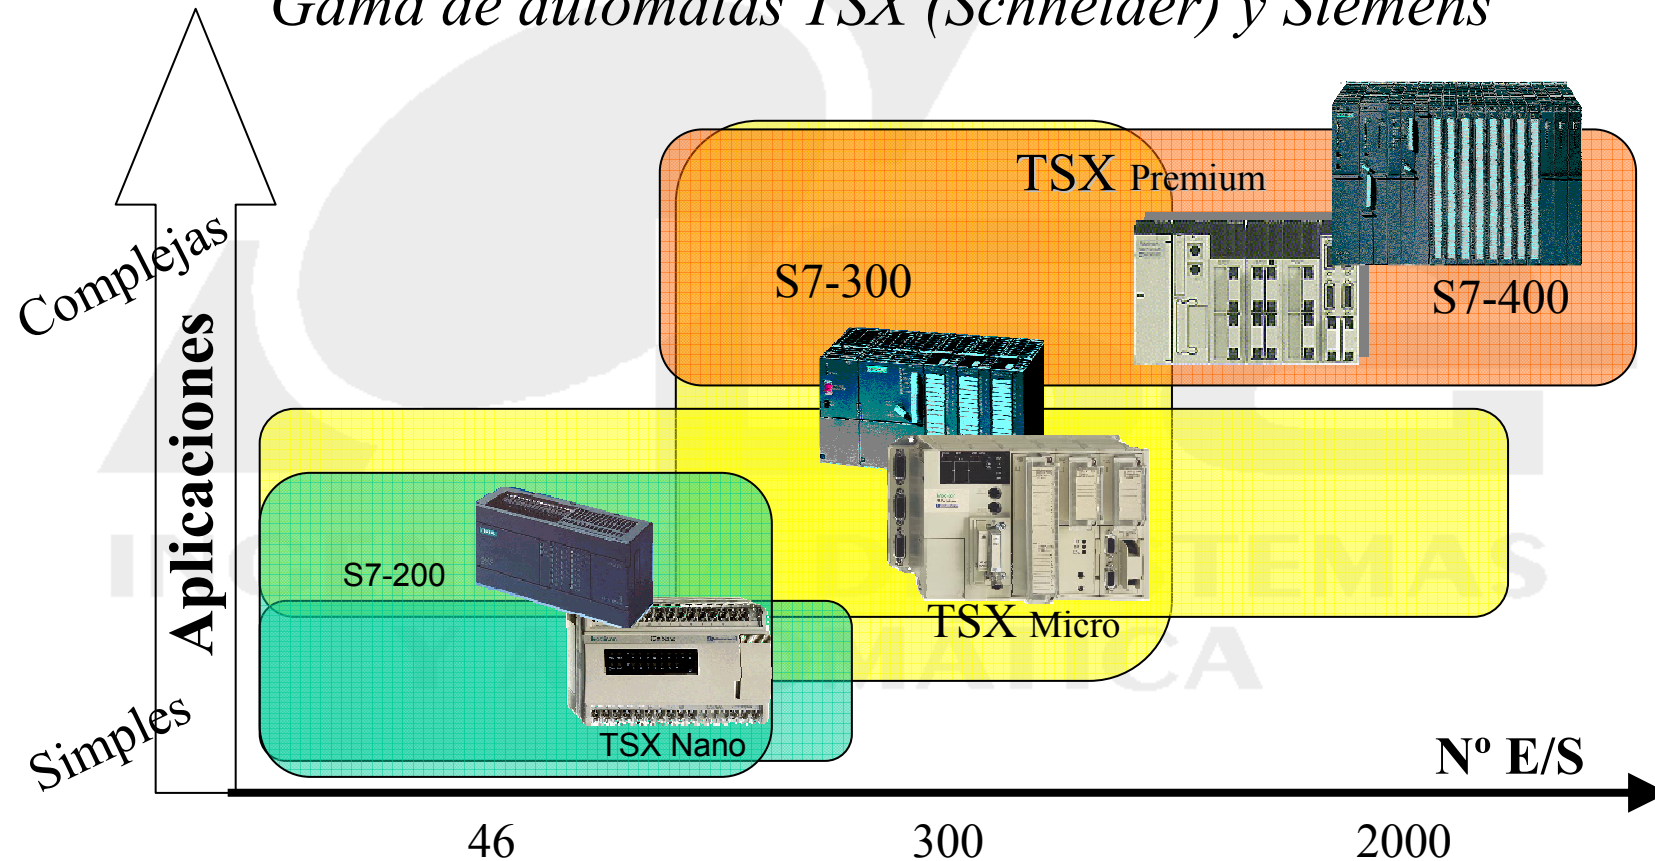 Gama de autómatas TSX (Schneider) y Siemens
TSX Premium
Complejas
S7-300
S7-400
Aplicaciones
S7-200
TSX Micro
Simples
TSX Nano
Nº E/S
46
300
2000